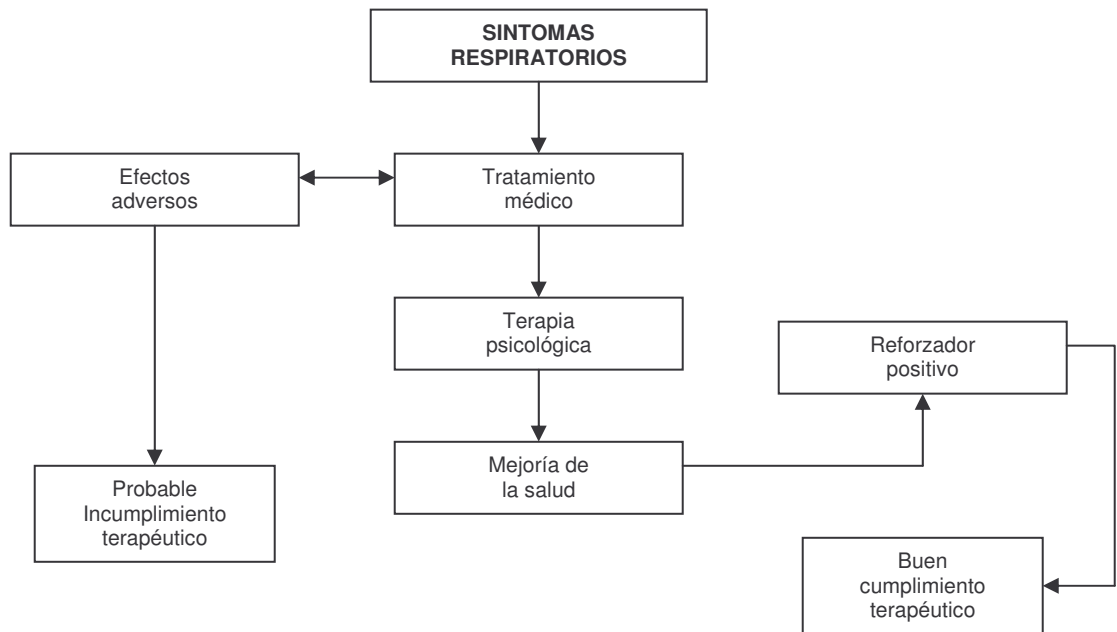 SINTOMAS
RESPIRATORIOS
Efectos
adversos
Tratamiento
médico
Terapia
psicológica
Reforzador
positivo
Mejoría de
la salud
Probable
Incumplimiento
terapéutico
Buen
cumplimiento
terapéutico